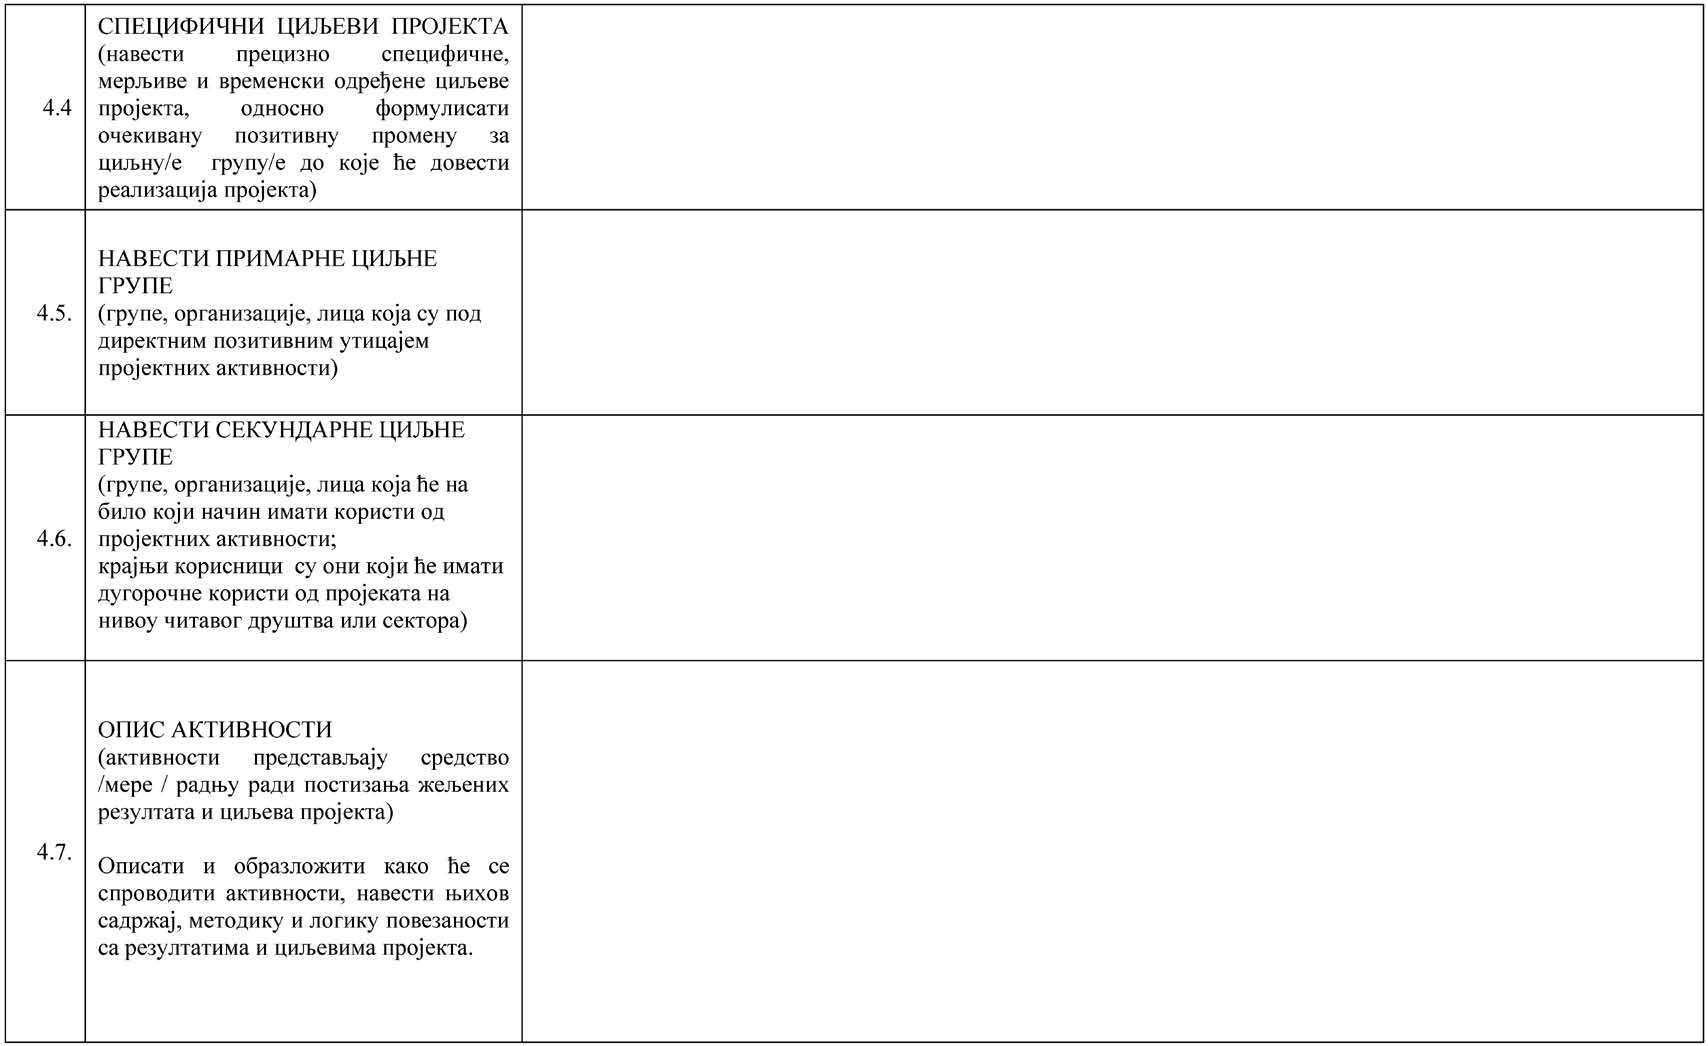 4.4
СПЕЦИФИЧНИ ЦИЉЕВИ ПРОЈЕКТА
(навести прецизно специфичне,
мерљиве и временски одређене циљеве
пројекта, односно формулисати
очекивану позитивну промену за
циљну/е групу/е до које ће довести
реализација пројекта)
4.5.
НАВЕСТИ ПРИМАРНЕ ЦИЉНЕ
ГРУПЕ
(групе, организације, лица која су под
директним позитивним утицајем
пројектних активности)
4.6.
НАВЕСТИ СЕКУНДАРНЕ ЦИЉНЕ
ГРУПЕ
(групе, организације, лица која ће на
било који начин имати користи од
пројектних активности;
крајњи корисници су они који ће имати
дугорочне користи од пројеката на
нивоу читавог друштва или сектора)
4.7.
ОПИС АКТИВНОСТИ
(активности представљају средство
/мере / радњу ради постизања жељених
резултата и циљева пројекта)
Описати и образложити како ће се
спроводити активности, навести њихов
садржај, методику и логику повезаности
са резултатима и циљевима пројекта.